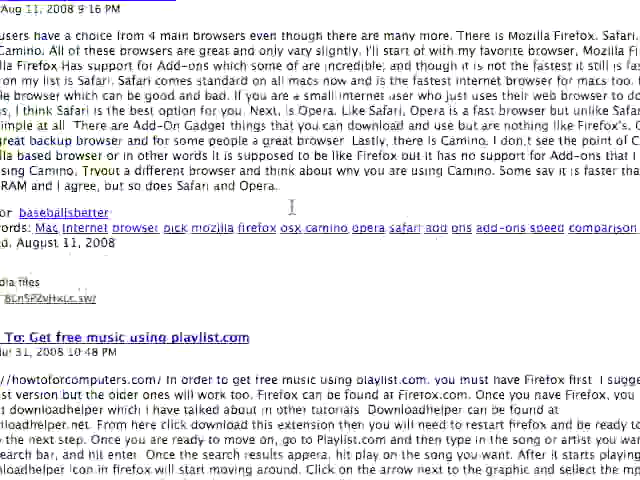 Aug 11, 2008 9:16 PM
users have a choice from 4 main browsers even though there are many more. There is Mozilla Firefox, Safari,
Camino. All of these browsers are great and only vary slightly. I'll start of with my favorite browser, Mozilla Fi
lla Firefox Has support for Add-ons which some of are incredible, and though it is not the fastest it still is fas
on my list is Safari. Safari comes standard on all macs now and is the fastest internet browser for macs too.
le browser which can be good and bad. If you are a small internet user who just uses their web browser to do
s, I think Safari is the best option for you. Next, is Opera. Like Safari, Opera is a fast browser but unlike Safar
imple at all. There are Add-On Gadget things that you can download and use but are nothing like Firefox's.
great backup browser and for some people a great browser. Lastly, there is Camino. I don,t see the point of C
lla based browser or in other words it is supposed to be like Firefox but it has no support for Add-ons that I
sing Camino, Tryout a different browser and think about why you are using Camino. Some say it is faster tha
RAM and I agree, but so does Safari and Opera.
or baseballisbetter
ords: Mac Internet browser pick mozilla firefox osx camino opera safari add ons add-ons speed comparison
d, August 11, 2008
dia files
To: Get free music using playlist.com
Jul 31, 2008 10:48 PM
//howtoforcomputers.com/ In order to get free music using playlist.com, you must have Firefox first. I sugge
st version but the older ones will work too. Firefox can be found at Firefox.com. Once you have Firefox, you
t downloadhelper which I have talked about in other tutorials. Downloadhelper can be found at
nloadhelper.net. From here click download this extension then you will need to restart firefox and be ready to
o the next step. Once you are ready to move on, go to Playlist.com and then type in the song or artist you wa
earch bar, and hit enter. Once the search results appera, hit play on the song you want. After it starts playing
nloadhelper icon in firefox will start moving around. Click on the arrow next to the graphic and sellect the mp